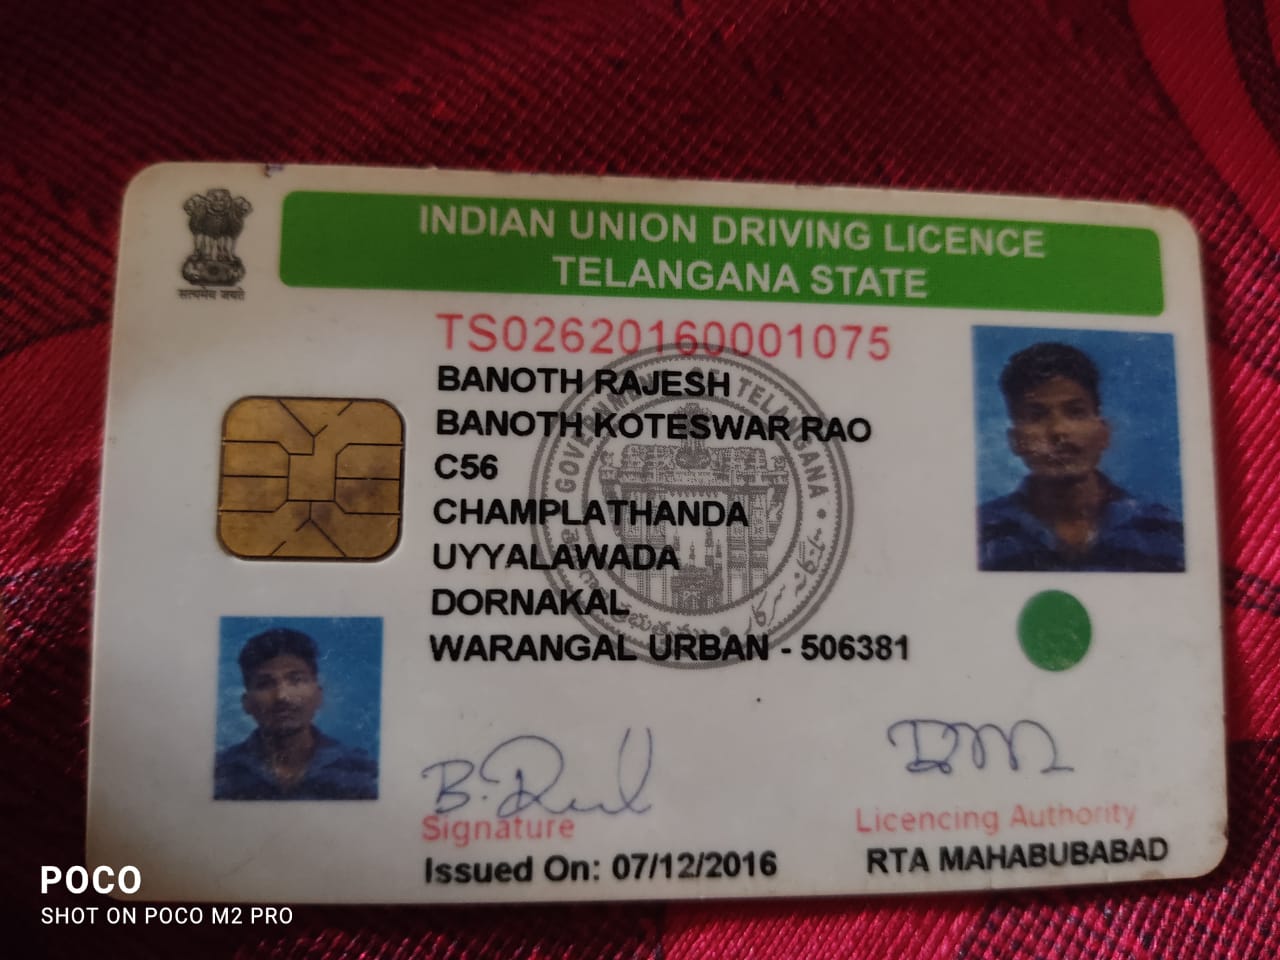 INDIAN UNION DRIVING LICENCE
TELANGANA STATE
सत्यमेव जयते
TS02620160001075
BANOTH RAJESH
BANOTH KOTESWAR RAO
C56
CHAMPLATHANDA
UYYALAWADA
DORNAKAL
WARANGAL URBAN - 506381
GOVERNMENT OF TELANGANA
B.
Signature
Licencing Authority
Issued On: 07/12/2016
RTA MAHABUBABAD
POCO
SHOT ON POCO M2 PRO